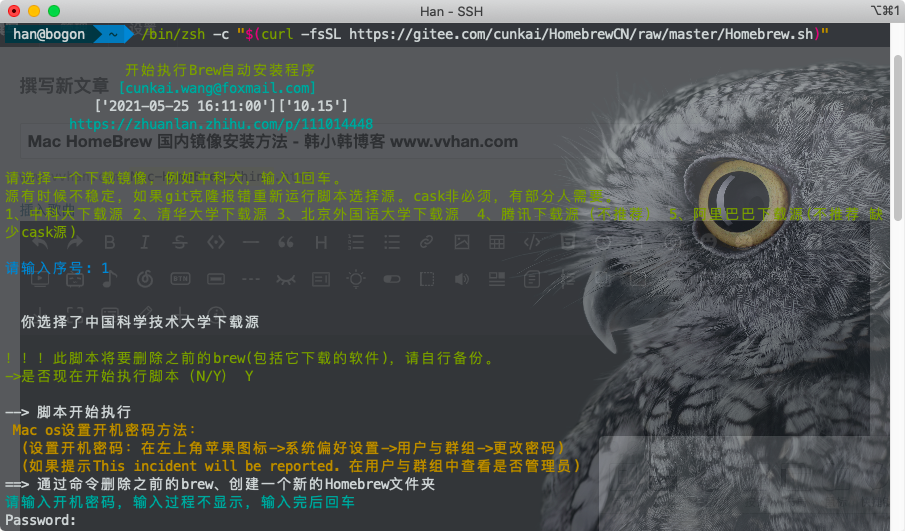 Han - SSH
⌥⌘1
han@bogon ~ /bin/zsh -c "$(curl -fsSL https://gitee.com/cunkai/HomebrewCN/raw/master/Homebrew.sh)"
开始执行Brew自动安装程序
撰写新文章
[cunkai.wang@foxmail.com]
['2021-05-25 16:11:00']['10.15']
https://zhuanlan.zhihu.com/p/111014448
Mac HomeBrew 国内镜像安装方法 - 韩小韩博客 www.vvhan.com
请选择一个下载镜像，例如中科大，输入1回车。
源有时候不稳定，如果git克隆报错重新运行脚本选择源。cask非必须，有部分人需要。
1、中科大下载源 2、清华大学下载源 3、北京外国语大学下载源 4、腾讯下载源（不推荐） 5、阿里巴巴下载源(不推荐 缺
少cask源)
请输入序号: 1
你选择了中国科学技术大学下载源
！！！此脚本将要删除之前的brew(包括它下载的软件)，请自行备份。
->是否现在开始执行脚本（N/Y） Y
--> 脚本开始执行
Mac os设置开机密码方法：
(设置开机密码：在左上角苹果图标->系统偏好设置->用户与群组->更改密码)
(如果提示This incident will be reported. 在用户与群组中查看是否管理员)
==> 通过命令删除之前的brew、创建一个新的Homebrew文件夹
请输入开机密码，输入过程不显示，输入完后回车
Password: